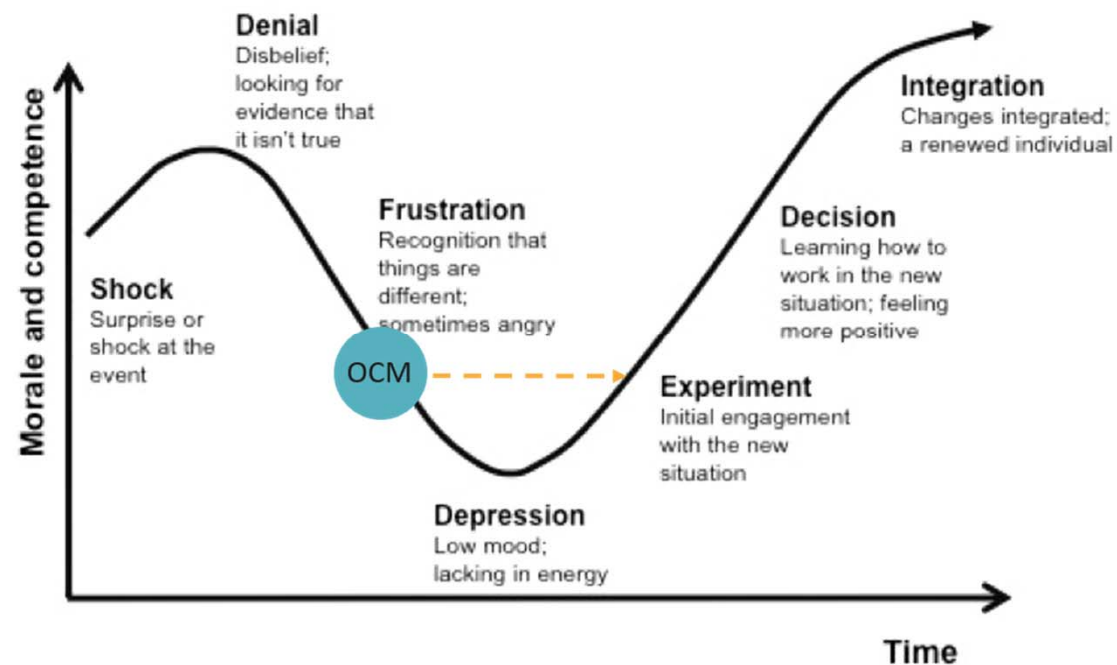 Denial
Disbelief;
looking for
evidence that
it isn't true
Integration
Changes integrated;
a renewed individual
Morale and competence
Frustration
Recognition that
things are
different;
sometimes angry
Decision
Learning how to
work in the new
situation; feeling
more positive
Shock
Surprise or
shock at the
event
OCM
Experiment
Initial engagement
with the new
situation
Depression
Low mood;
lacking in energy
Time